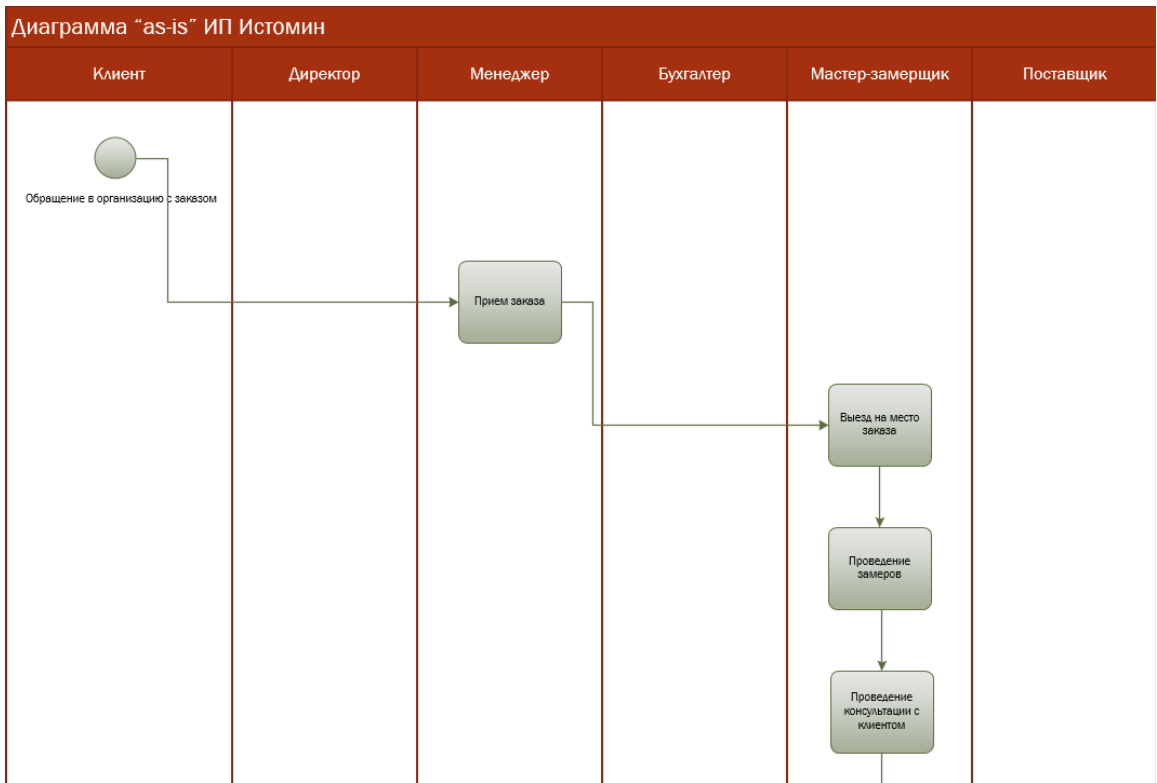 Диаграмма “as-is” ИП Истомин
Клиент
Директор
Менеджер
Бухгалтер
Мастер-замерщик
Поставщик
Обращение в организацию с заказом
Прием заказа
Выезд на место
заказа
Проведение
замеров
Проведение
консультации с
клиентом